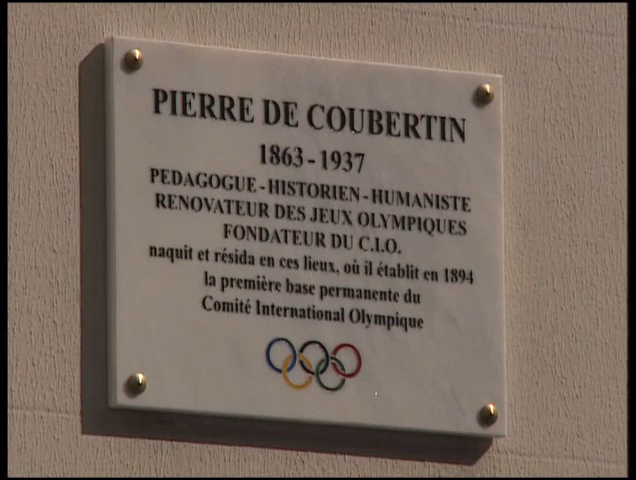 PIERRE DE COUBERTIN
1863-1937
PEDAGOGUE-HISTORIEN-HUMANISTE
RENOVATEUR DES JEUX OLYMPIQUES
FONDATEUR DU C.I.O.
naquit et résida en ces lieux, où il établit en 1894
la première base permanente du
Comité International Olympique